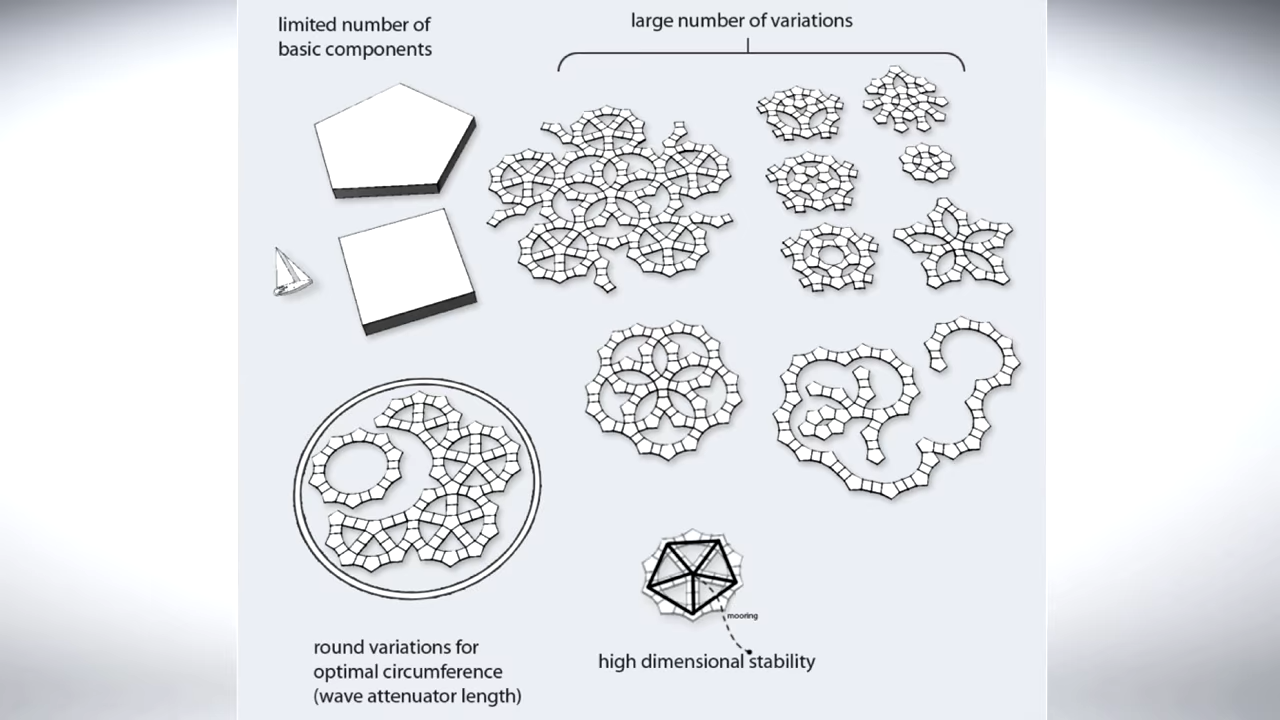 limited number of
basic components
large number of variations
mooring
high dimensional stability
round variations for
optimal circumference
(wave attenuator length)